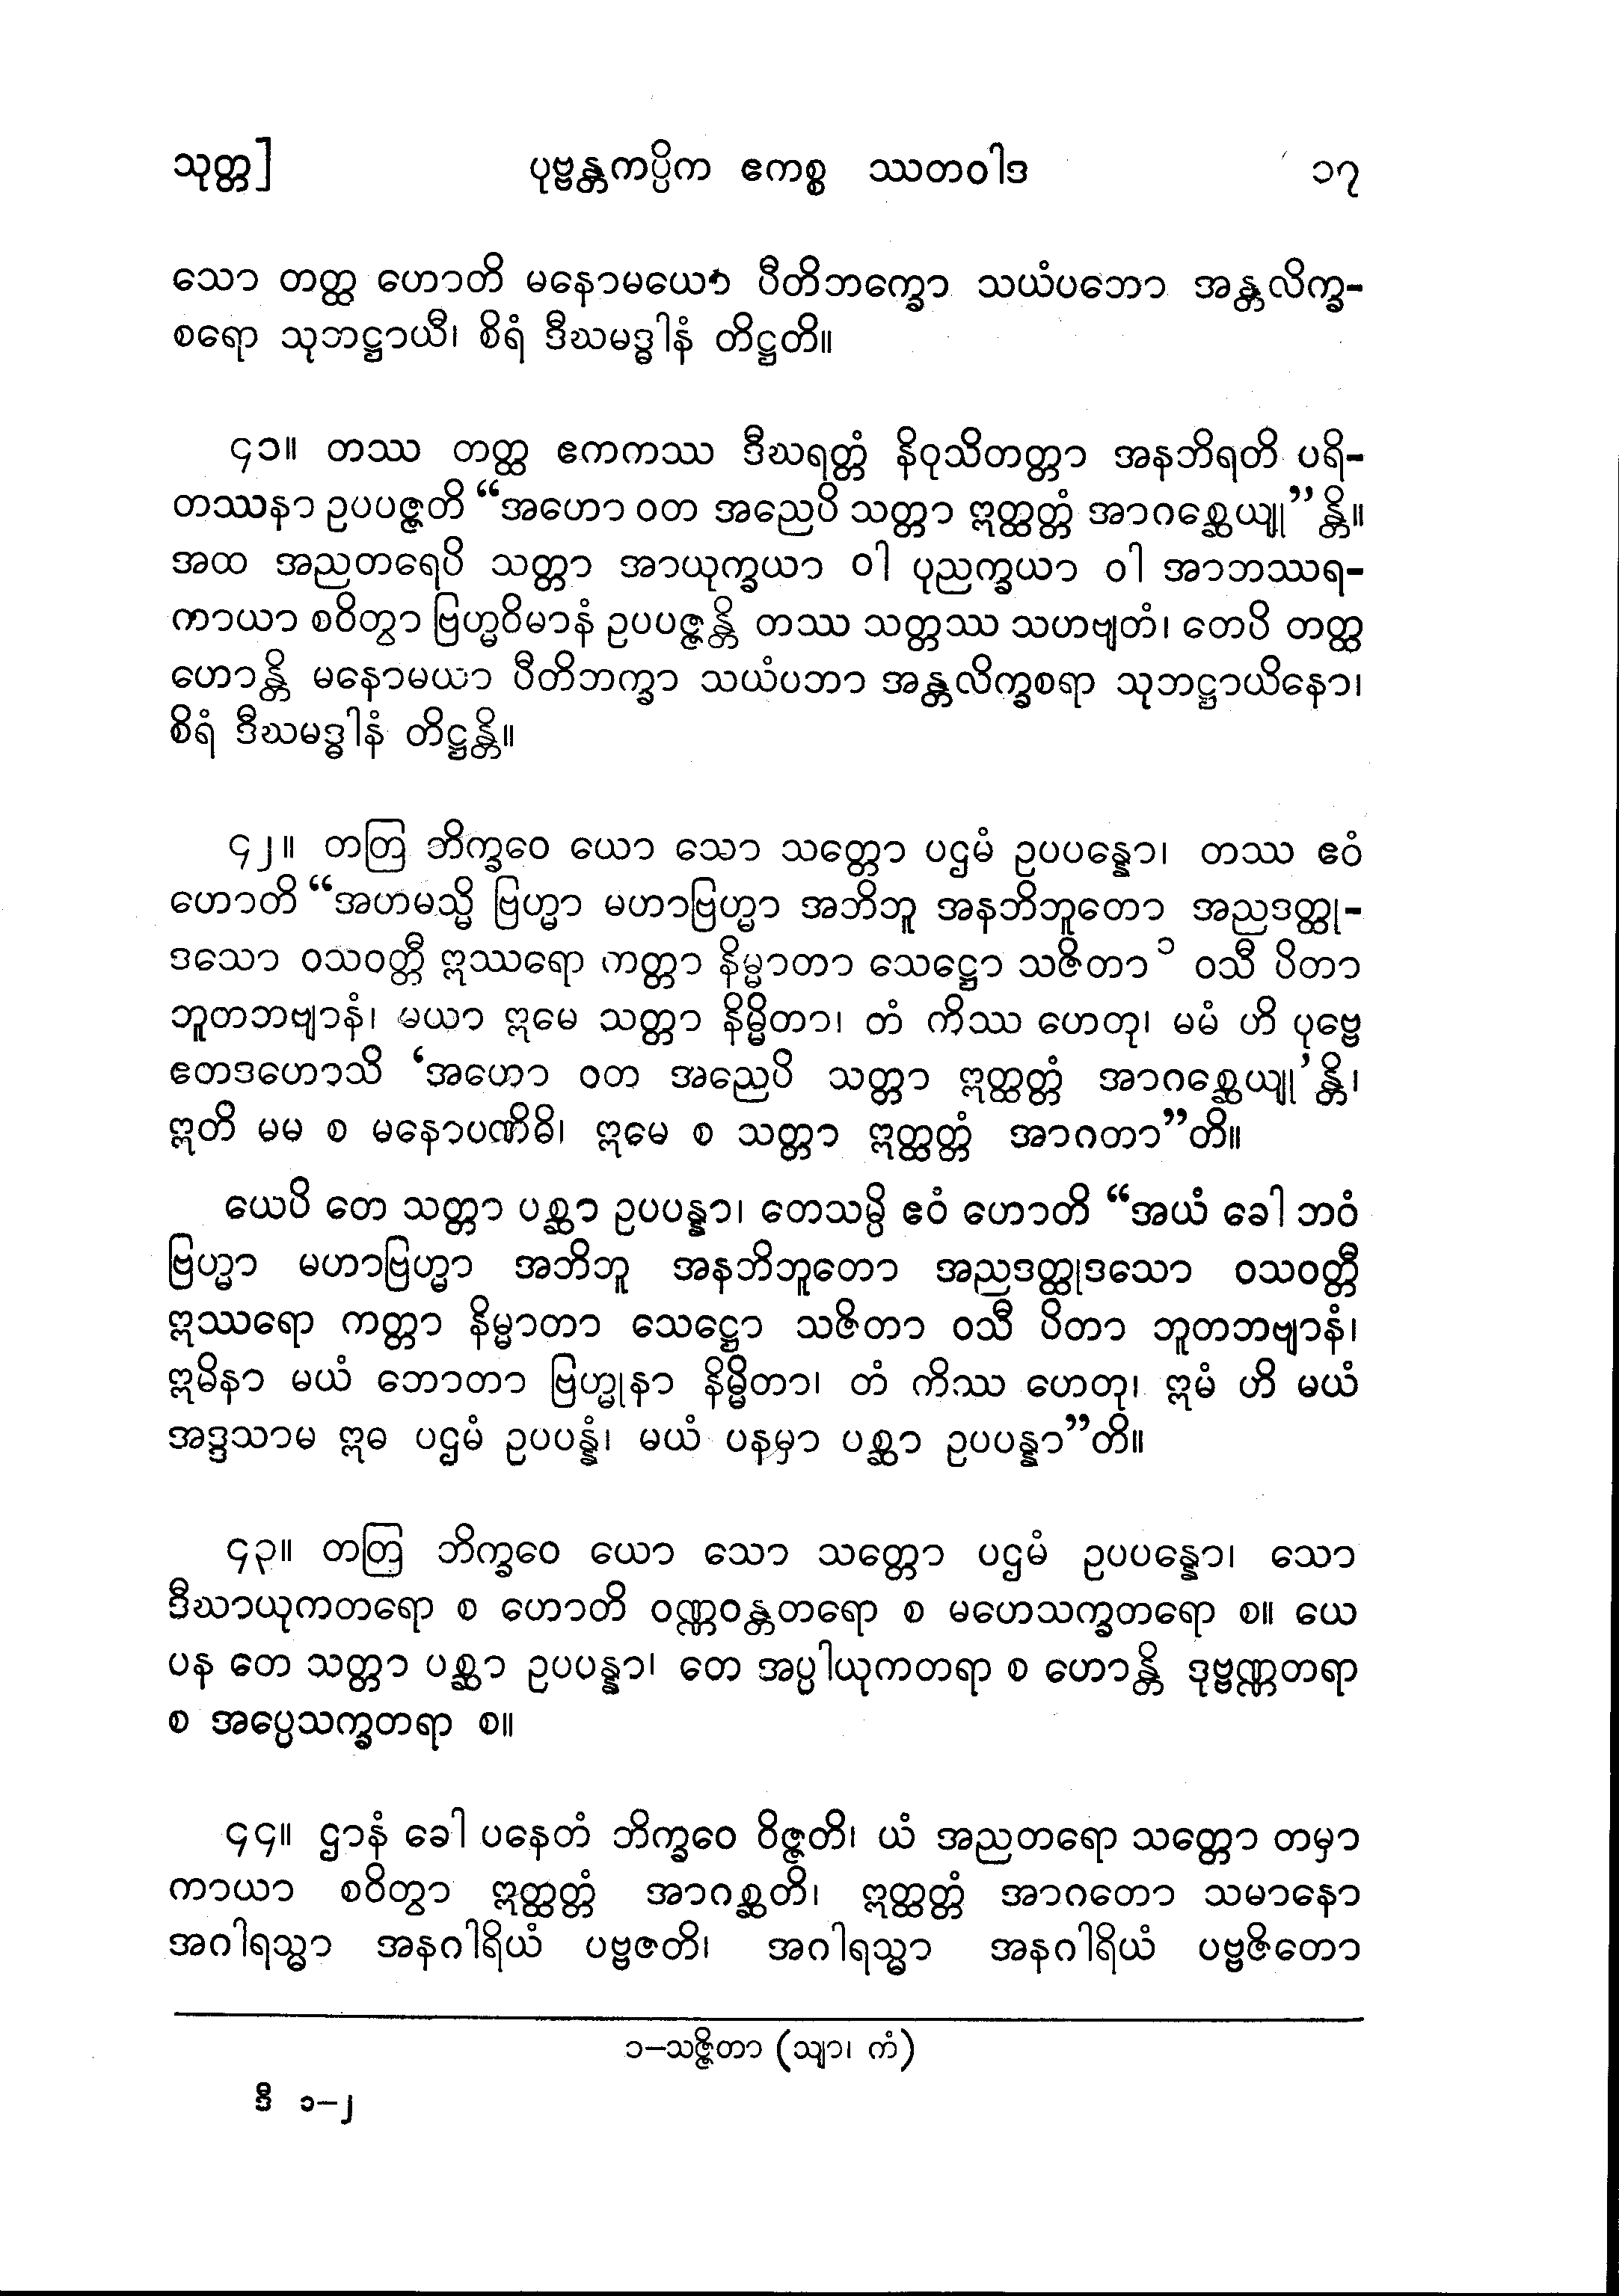 သုတ္တ]
ပုဗ္ဗန္တကပ္ပိက ဧကစ္စ ဿတဝါဒ
၁၇
သော တတ္ထ ဟောတိ မနောမယော ပီတိဘက္ခော သယံပဘော အန္တလိက္ခ-
စရော သုဘဋ္ဌာယီ၊ စိရံ ဒီဃမဒ္ဓါနံ တိဋ္ဌတိ။
၄၁။ တဿ တတ္ထ ဧကကဿ ဒီဃရတ္တံ နိဝုသိတတ္တာ အနဘိရတိ ပရိ-
တဿနာ ဥပပဇ္ဇတိ “အဟော ဝတ အညေပိ သတ္တာ ဣတ္ထတ္တံ အာဂစ္ဆေယျု”န္တိ။
အထ အညတရေပိ သတ္တာ အာယုက္ခယာ ဝါ ပုညက္ခယာ ဝါ အာဘဿရ-
ကာယာ စဝိတွာ ဗြဟ္မဝိမာနံ ဥပပဇ္ဇန္တိ တဿ သတ္တဿ သဟဗျတံ၊ တေပိ တတ္ထ
ဟောန္တိ မနောမယာ ပီတိဘက္ခာ သယံပဘာ အန္တလိက္ခစရာ သုဘဋ္ဌာယိနော၊
စိရံ ဒီဃမဒ္ဓါနံ တိဋ္ဌန္တိ။
၄၂။ တတြ ဘိက္ခဝေ ယော သော သတ္တော ပဌမံ ဥပပန္နော၊ တဿ ဧဝံ
ဟောတိ “အဟမသ္မိ ဗြဟ္မာ မဟာဗြဟ္မာ အဘိဘူ အနဘိဘူတော အညဒတ္ထု-
ဒသော ဝသဝတ္တီ ဣဿရော ကတ္တာ နိမ္မာတာ သေဋ္ဌော သဇိတာ ၁ ဝသီ ပိတာ
ဘူတဘဗျာနံ၊ မယာ ဣမေ သတ္တာ နိမ္မိတာ၊ တံ ကိဿ ဟေတု၊ မမံ ဟိ ပုဗ္ဗေ
ဧတဒဟောသိ ‘အဟော ဝတ အညေပိ သတ္တာ ဣတ္ထတ္တံ အာဂစ္ဆေယျု’န္တိ၊
ဣတိ မမ စ မနောပဏိဓိ၊ ဣမေ စ သတ္တာ ဣတ္ထတ္တံ အာဂတာ”တိ။
ယေပိ တေ သတ္တာ ပစ္ဆာ ဥပပန္နာ၊ တေသမ္ပိ ဧဝံ ဟောတိ “အယံ ခေါ ဘဝံ
ဗြဟ္မာ မဟာဗြဟ္မာ အဘိဘူ အနဘိဘူတော အညဒတ္ထုဒသော ဝသဝတ္တီ
ဣဿရော ကတ္တာ နိမ္မာတာ သေဋ္ဌော သဇိတာ ဝသီ ပိတာ ဘူတဘဗျာနံ၊
ဣမိနာ မယံ ဘောတာ ဗြဟ္မုနာ နိမ္မိတာ၊ တံ ကိဿ ဟေတု၊ ဣမံ ဟိ မယံ
အဒ္ဒသာမ ဣဓ ပဌမံ ဥပပန္နံ၊ မယံ ပနမှာ ပစ္ဆာ ဥပပန္နာ”တိ။
၄၃။ တတြ ဘိက္ခဝေ ယော သော သတ္တော ပဌမံ ဥပပန္နော၊ သော
ဒီဃာယုကတရော စ ဟောတိ ဝဏ္ဏဝန္တတရော စ မဟေသက္ခတရော စ။ ယေ
ပန တေ သတ္တာ ပစ္ဆာ ဥပပန္နာ၊ တေ အပ္ပါယုကတရာ စ ဟောန္တိ ဒုဗ္ဗဏ္ဏတရာ
စ အပ္ပေသက္ခတရာ စ။
၄၄။ ဌာနံ ခေါ ပနေတံ ဘိက္ခဝေ ဝိဇ္ဇတိ၊ ယံ အညတရော သတ္တော တမှာ
ကာယာ စဝိတွာ ဣတ္ထတ္တံ အာဂစ္ဆတိ၊ ဣတ္ထတ္တံ အာဂတော သမာနော
အဂါရသ္မာ အနဂါရိယံ ပဗ္ဗဇတိ၊ အဂါရသ္မာ အနဂါရိယံ ပဗ္ဗဇိတော
၁-သဇ္ဇိတာ (သျာ၊ ကံ)
ဒီ ၁-၂